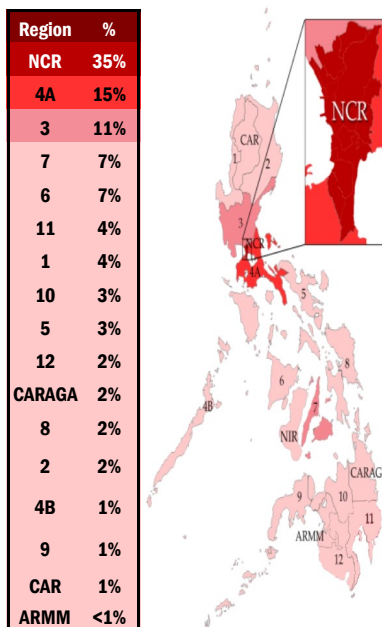 Region %
NCR 35%
4A 15%
3 11%
7 7%
6 7%
11 4%
1 4%
10 3%
5 3%
12 2%
CARAGA 2%
8 2%
2 2%
4B 1%
9 1%
CAR 1%
ARMM <1%
NCR
CAR
1
2
3
NCR
4A
5
8
6
7
4B
NIR
CARAG
9
10
11
ARMM
12